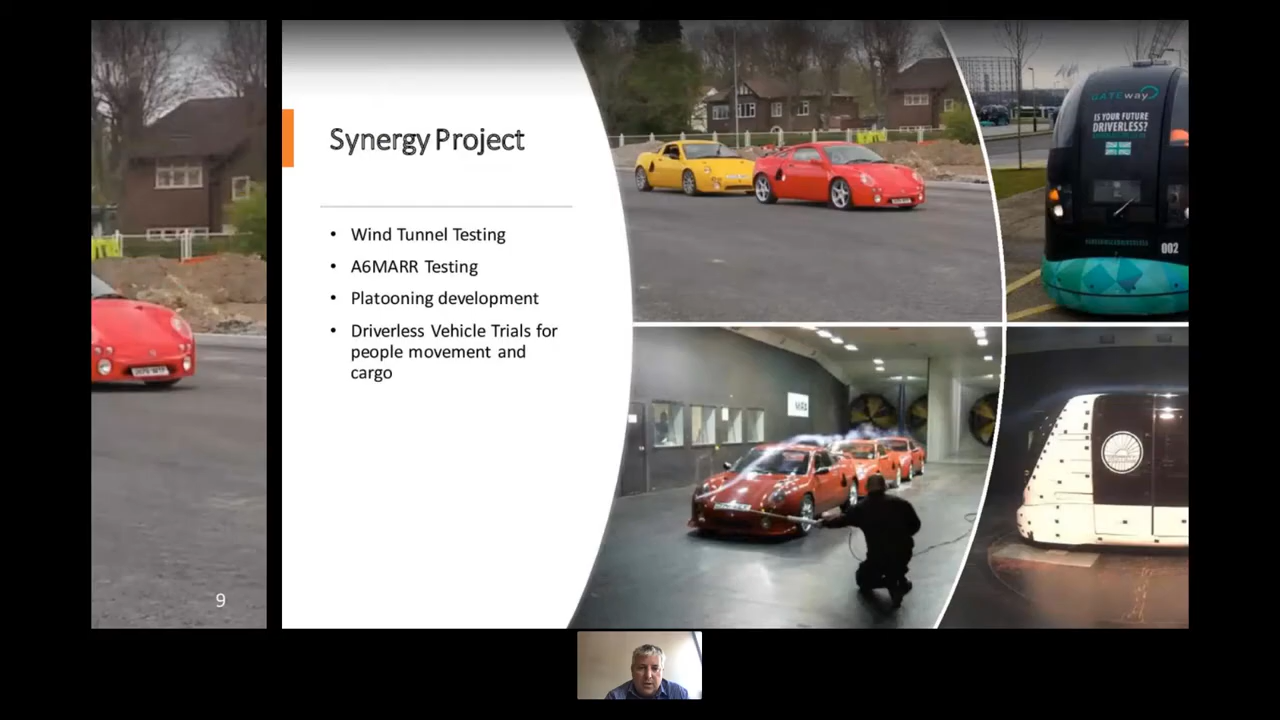 Synergy Project
• Wind Tunnel Testing
• A6MARR Testing
• Platooning development
• Driverless Vehicle Trials for
people movement and
cargo
GATEway
IS YOUR FUTURE
DRIVERLESS?
002
MIRA
9